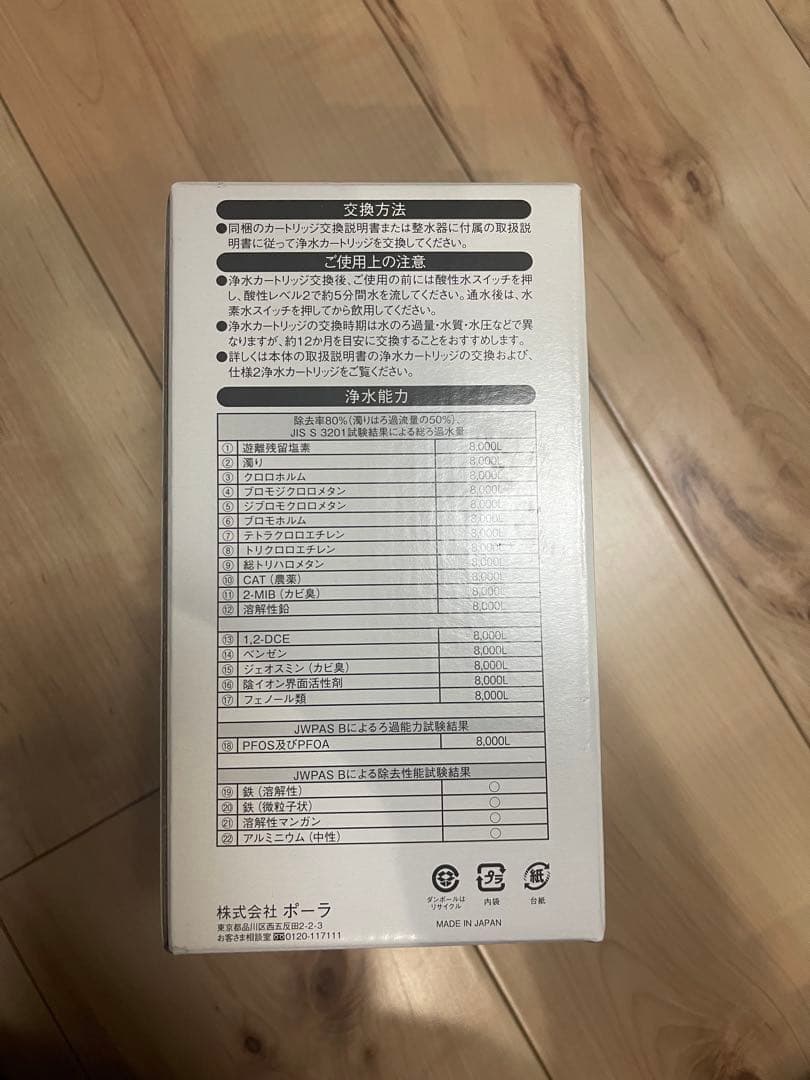 交換方法
●同梱のカートリッジ交換説明書または整水器に付属の取扱説
明書に従って浄水カートリッジを交換してください。
ご使用上の注意
●浄水カートリッジ交換後、ご使用の前には酸性水スイッチを押
し、酸性レベル2で約5分間水を流してください。通水後は、水
素水スイッチを押してから飲用してください。
●浄水カートリッジの交換時期は水のろ過量・水質・水圧などで異
なりますが、約12か月を目安に交換することをおすすめします。
●詳しくは本体の取扱説明書の浄水カートリッジの交換および、
仕様2浄水カートリッジをご覧ください。
浄水能力
除去率80%(濁りはろ過流量の50%)、
JIS S 3201試験結果による総ろ過水量
① 遊離残留塩素 8,000L
② 濁り 8,000L
③ クロロホルム 8,000L
④ ブロモジクロロメタン 8,000L
⑤ ジブロモクロロメタン 8,000L
⑥ ブロモホルム 8,000L
⑦ テトラクロロエチレン 8,000L
⑧ トリクロロエチレン 8,000L
⑨ 総トリハロメタン 8,000L
⑩ CAT(農薬) 8,000L
⑪ 2-MIB(カビ臭) 8,000L
⑫ 溶解性鉛 8,000L
⑬ 1,2-DCE 8,000L
⑭ ベンゼン 8,000L
⑮ ジェオスミン(カビ臭) 8,000L
⑯ 陰イオン界面活性剤 8,000L
⑰ フェノール類 8,000L
JWPAS Bによるろ過能力試験結果
⑱ PFOS及びPFOA 8,000L
JWPAS Bによる除去性能試験結果
⑲ 鉄(溶解性) ○
⑳ 鉄(微粒子状) ○
㉑ 溶解性マンガン ○
㉒ アルミニウム(中性) ○
プラ
紙
ダンボールは
リサイクル
内袋
台紙
株式会社 ポーラ
東京都品川区西五反田2-2-3
お客さま相談室 0120-117111
MADE IN JAPAN